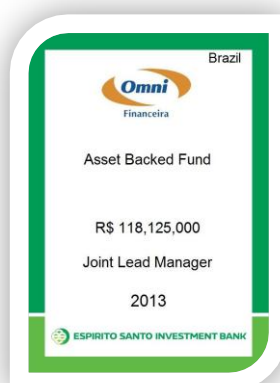 Brazil
Omni
Financeira
Asset Backed Fund
R$ 118,125,000
Joint Lead Manager
2013
ESPIRITO SANTO INVESTMENT BANK